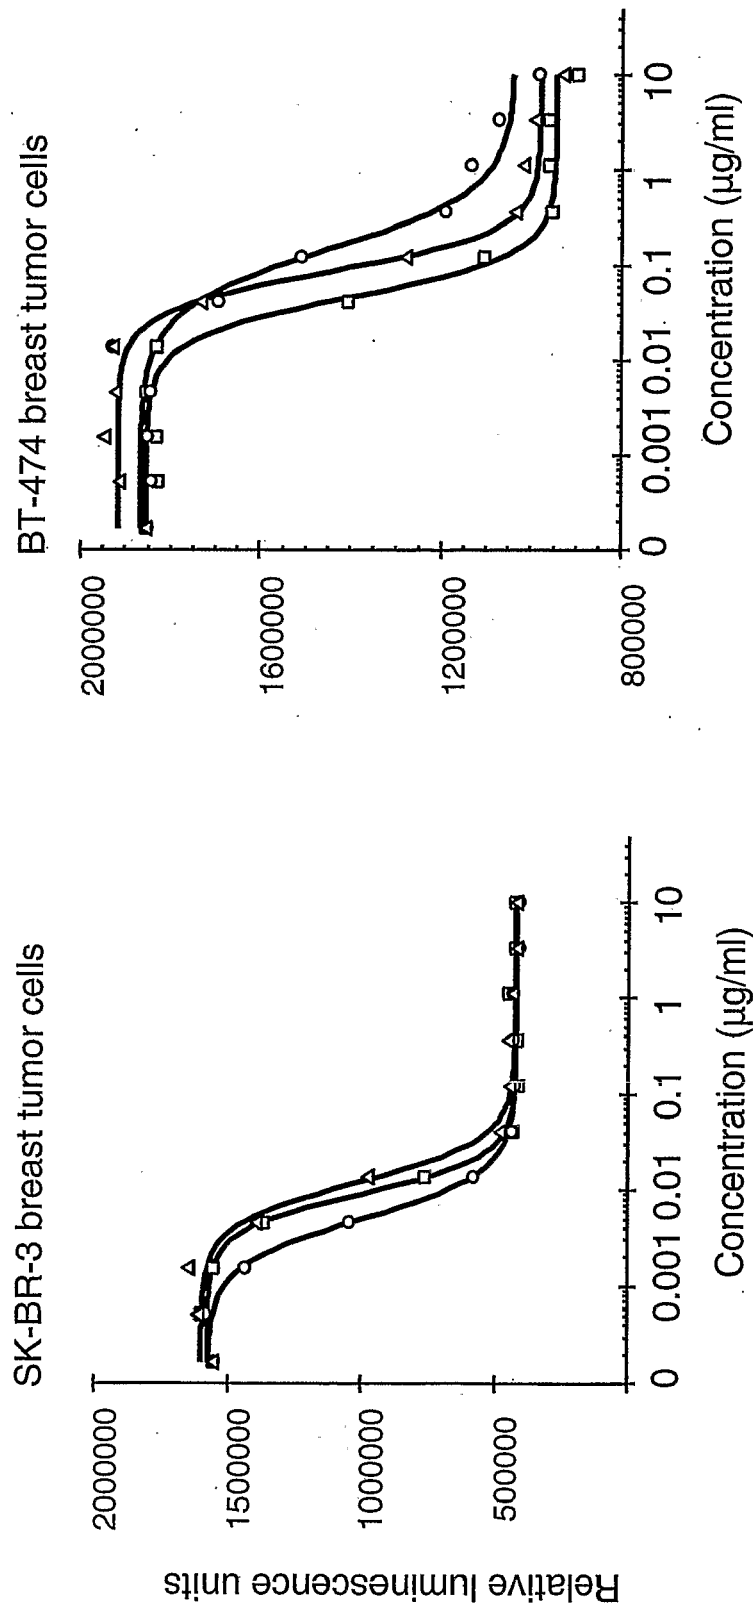 SK-BR-3 breast tumor cells
Relative luminescence units
2000000
1500000
1000000
500000
0 0.001 0.01 0.1 1 10
Concentration (µg/ml)
BT-474 breast tumor cells
2000000
1600000
1200000
800000
0 0.001 0.01 0.1 1 10
Concentration (µg/ml)